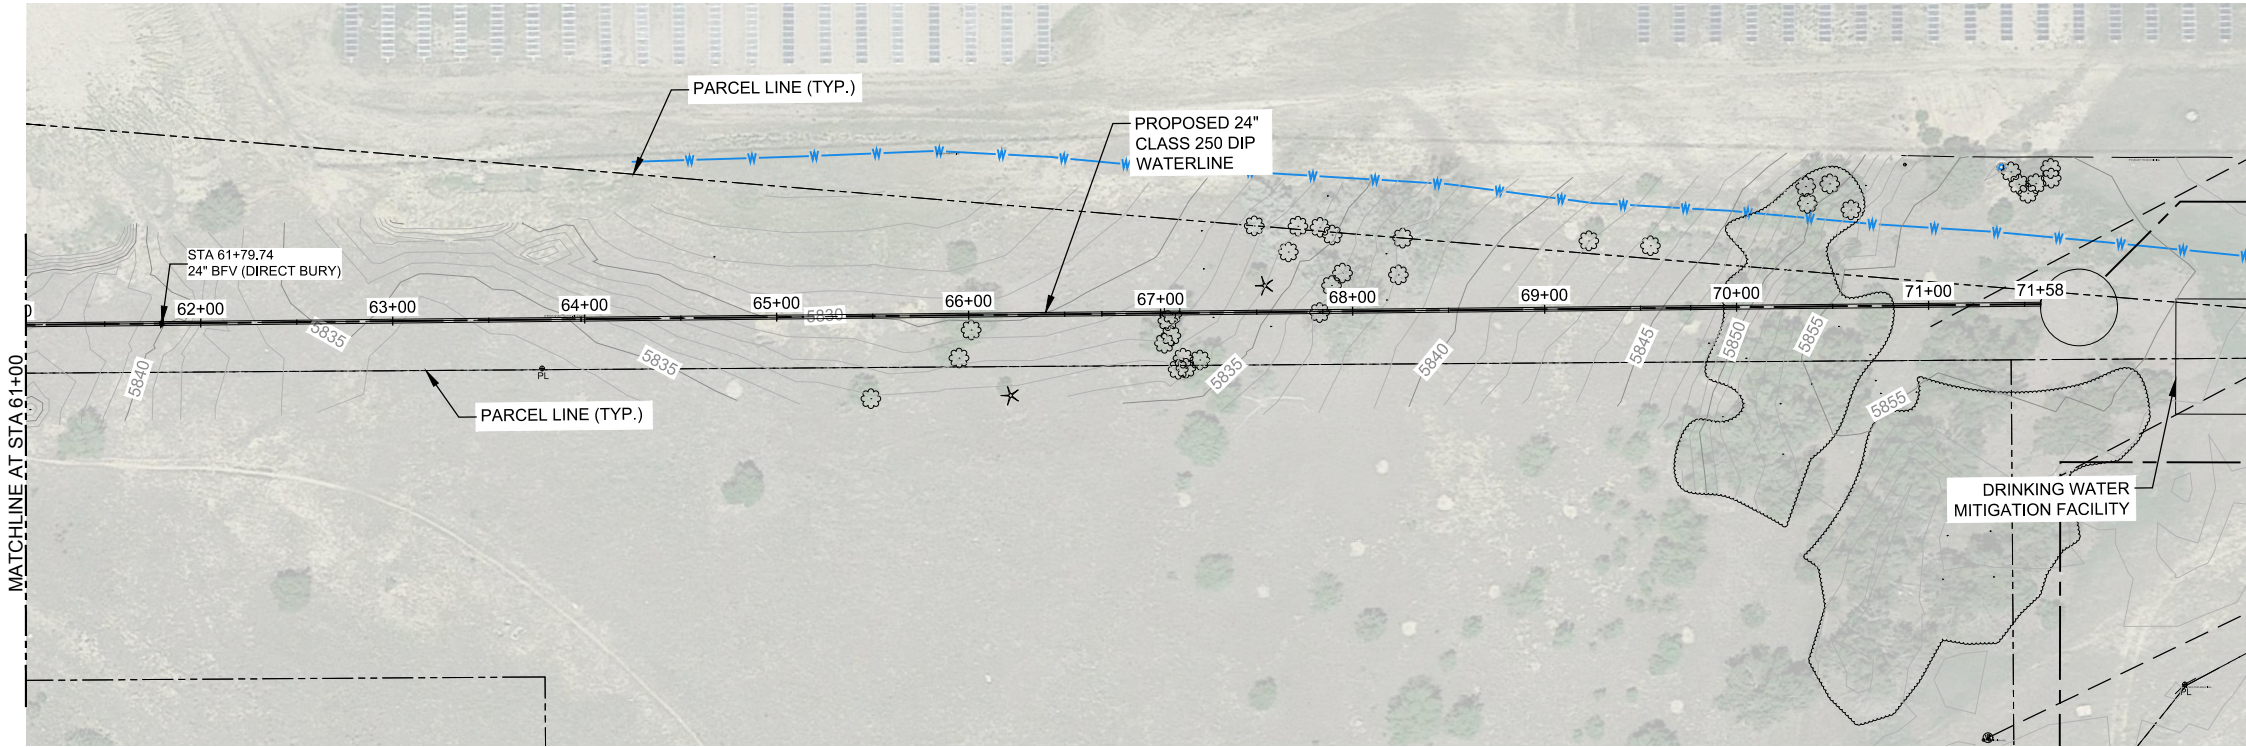 PARCEL LINE (TYP.)
PROPOSED 24"
CLASS 250 DIP
WATERLINE
W W W W W W W W W W W W W W W W W W W W W W W W W
STA 61+79.74
24" BFV (DIRECT BURY)
0
62+00
63+00
64+00
65+00
66+00
67+00
68+00
69+00
70+00
71+00
71+58
5830
5835
5835
5840
5835
5840
5845
5850
5855
5855
PL
PARCEL LINE (TYP.)
MATCHLINE AT STA 61+00
DRINKING WATER
MITIGATION FACILITY
PL